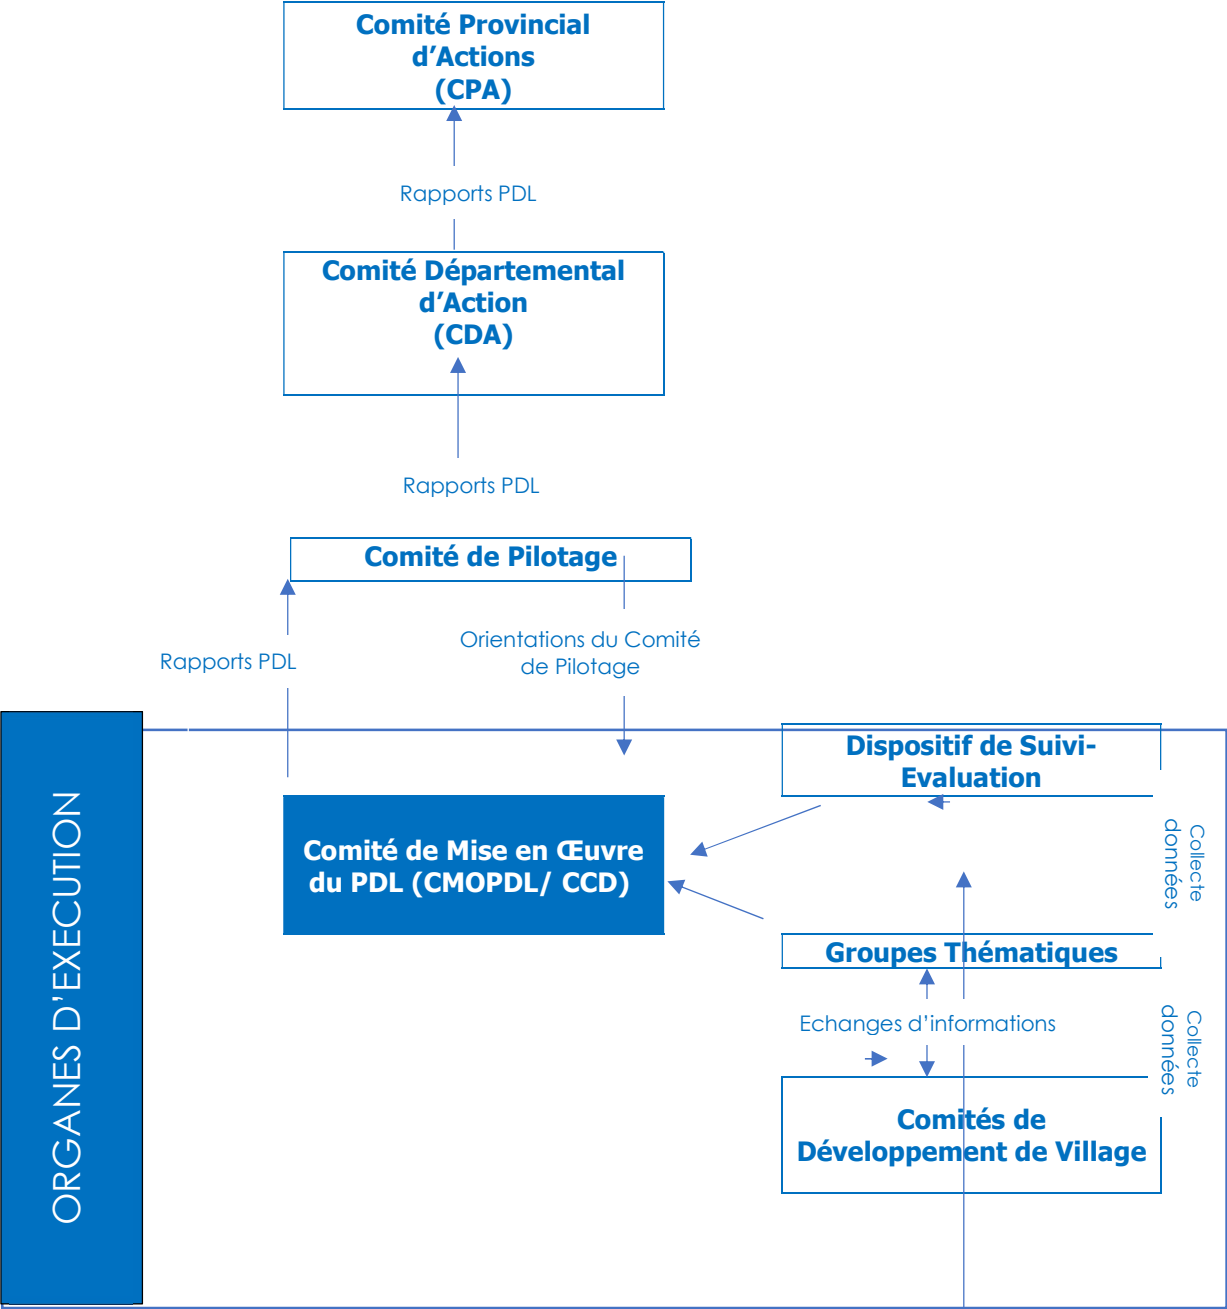 Comité Provincial
d’Actions
(CPA)
Rapports PDL
Comité Départemental
d’Action
(CDA)
Rapports PDL
Comité de Pilotage
Orientations du Comité
de Pilotage
Rapports PDL
ORGANES D’EXECUTION
Dispositif de Suivi-
Evaluation
Collecte
données
Comité de Mise en Œuvre
du PDL (CMOPDL/ CCD)
Groupes Thématiques
Echanges d’informations
Collecte
données
Comités de
Développement de Village